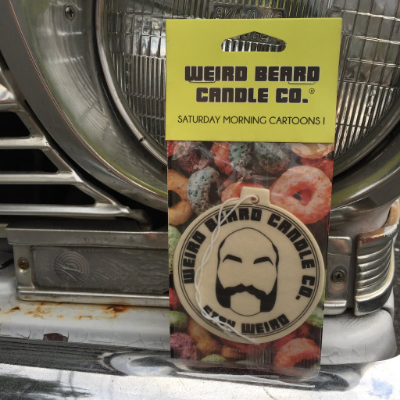 WEIRD BEARD
CANDLE CO.®
SATURDAY MORNING CARTOONS |
WEIRD BEARD CANDLE CO.
STAY WEIRD